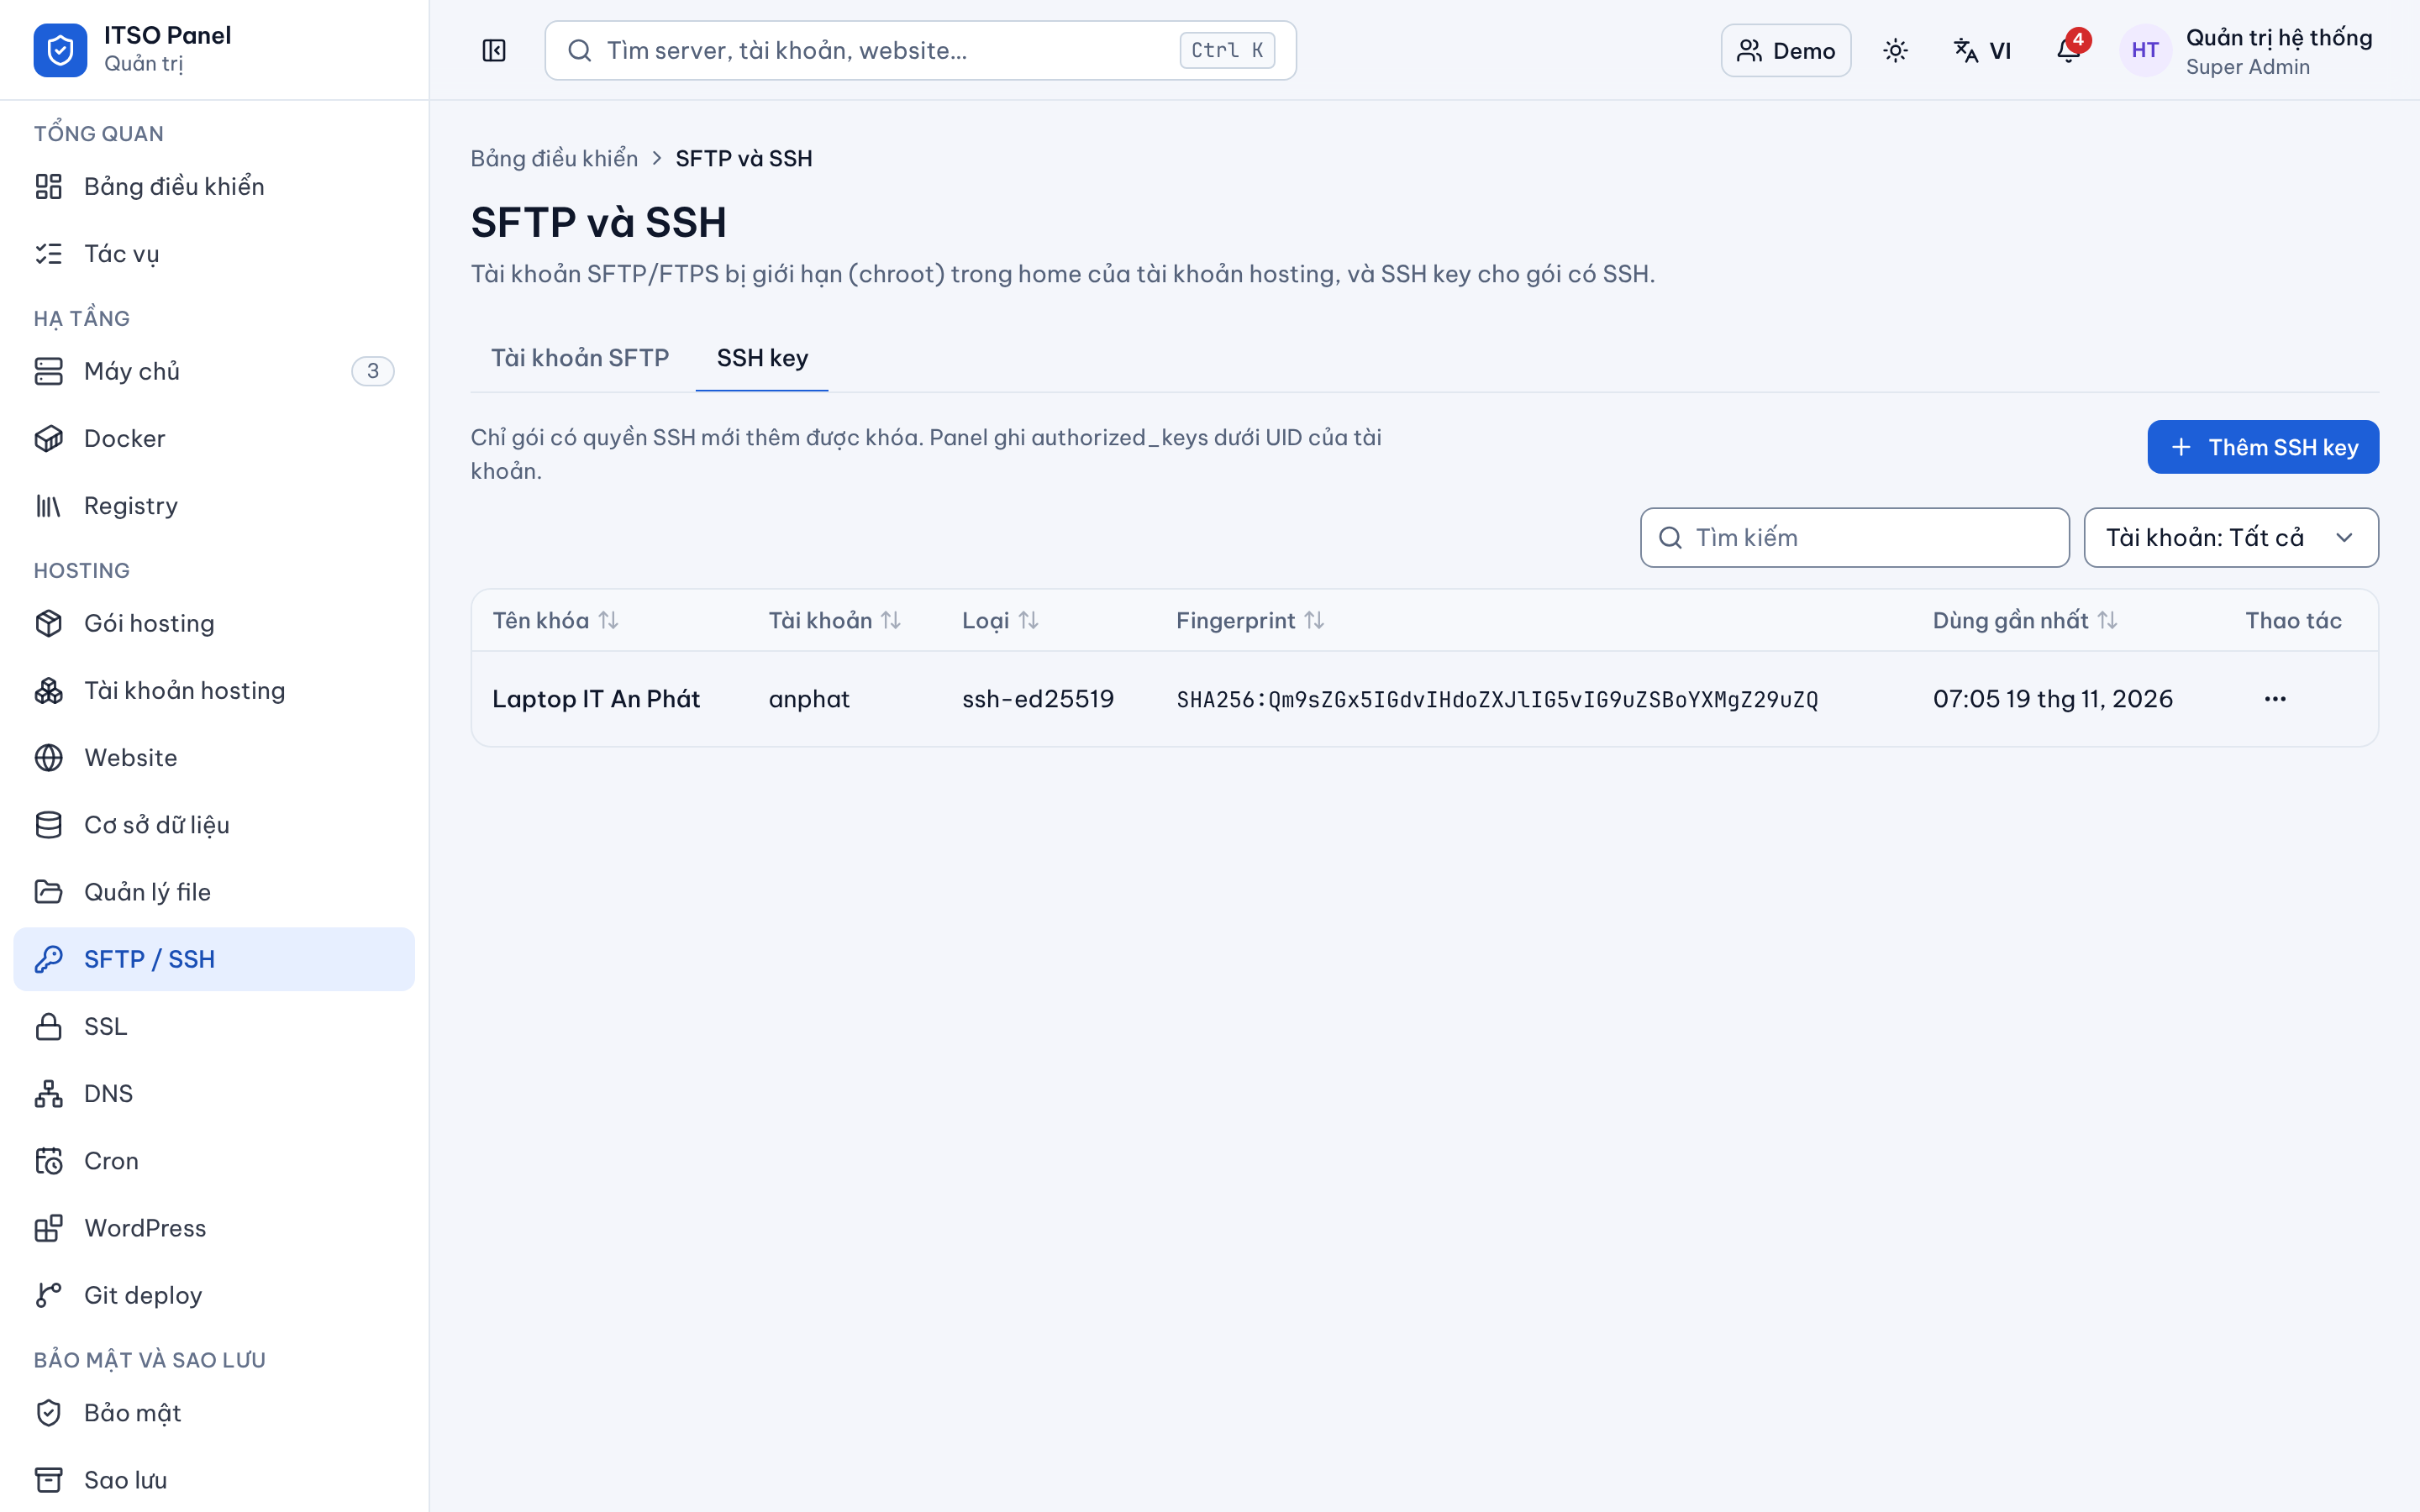 ITSO Panel
Quản trị
TỔNG QUAN
Bảng điều khiển
Tác vụ
HẠ TẦNG
Máy chủ 3
Docker
Registry
HOSTING
Gói hosting
Tài khoản hosting
Website
Cơ sở dữ liệu
Quản lý file
SFTP / SSH
SSL
DNS
Cron
WordPress
Git deploy
BẢO MẬT VÀ SAO LƯU
Bảo mật
Sao lưu
Tìm server, tài khoản, website... Ctrl K
Demo
VI
4
HT
Quản trị hệ thống
Super Admin
Bảng điều khiển > SFTP và SSH
SFTP và SSH
Tài khoản SFTP/FTPS bị giới hạn (chroot) trong home của tài khoản hosting, và SSH key cho gói có SSH.
Tài khoản SFTP SSH key
Chỉ gói có quyền SSH mới thêm được khóa. Panel ghi authorized_keys dưới UID của tài
khoản.
Thêm SSH key
Tìm kiếm
Tài khoản: Tất cả
Tên khóa Tài khoản Loại Fingerprint Dùng gần nhất Thao tác
Laptop IT An Phát anphat ssh-ed25519 SHA256:Qm9sZGx5IGdvIHdoZXJlIG5vIG9uZSBoYXMgZ29uZQ 07:05 19 thg 11, 2026